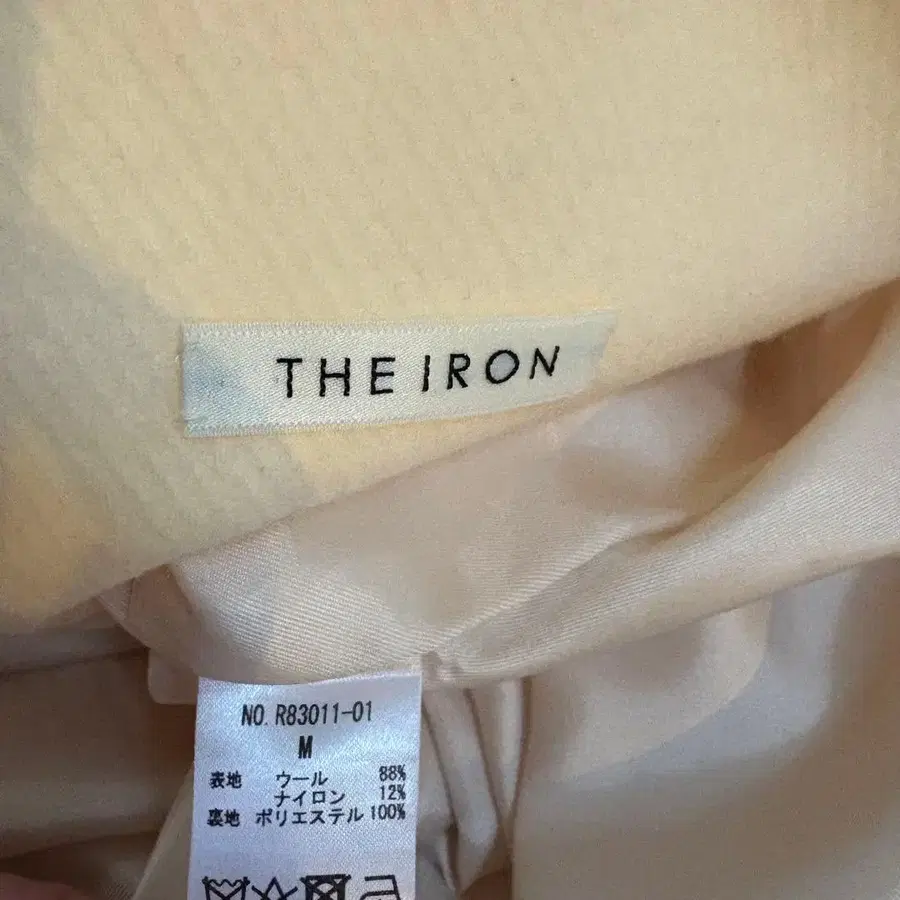 THE IRON
NO. R83011-01
M
表地 ウール 88%
ナイロン 12%
裏地 ポリエステル 100%